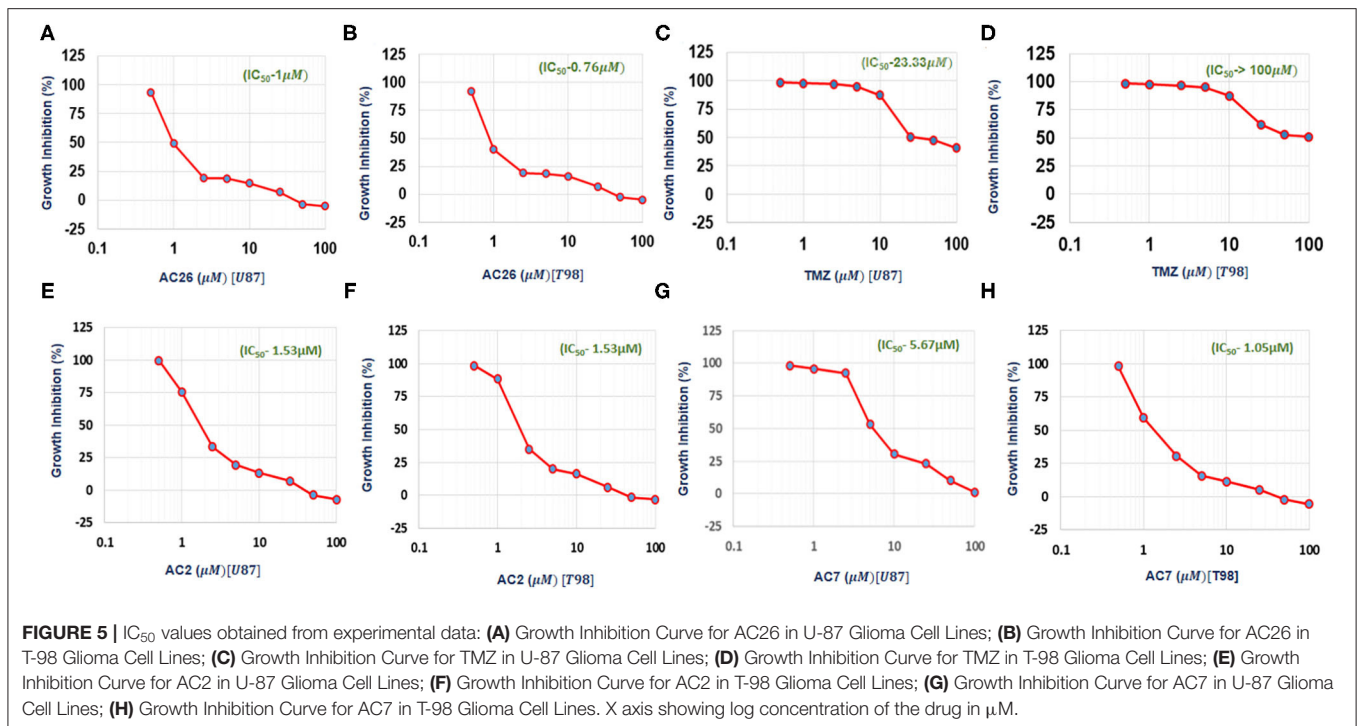 A
125
100
75
50
25
0
-25
Growth Inhibition (%)
(IC₅₀-1μM)
0.1 1 10 100
AC26 (μM) [U87]
B
125
100
75
50
25
0
-25
Growth Inhibition (%)
(IC₅₀-0.76μM)
0.1 1 10 100
AC26 (μM)[T98]
C
125
100
75
50
25
0
-25
Growth Inhibition (%)
(IC₅₀-23.33μM)
0.1 1 10 100
TMZ (μM) [U87]
D
125
100
75
50
25
0
-25
Growth Inhibition (%)
(IC₅₀-> 100μM)
0.1 1 10 100
TMZ (μM) [T98]
E
125
100
75
50
25
0
-25
Growth Inhibition (%)
(IC₅₀- 1.53μM)
0.1 1 10 100
AC2 (μM)[U87]
F
125
100
75
50
25
0
-25
Growth Inhibition (%)
(IC₅₀- 1.53μM)
0.1 1 10 100
AC2 (μM) [T98]
G
125
100
75
50
25
0
-25
Growth Inhibition (%)
(IC₅₀- 5.67μM)
0.1 1 10 100
AC7 (μM)[U87]
H
125
100
75
50
25
0
-25
Growth Inhibition (%)
(IC₅₀- 1.05μM)
0.1 1 10 100
AC7 (μM)[T98]
FIGURE 5 | IC₅₀ values obtained from experimental data: (A) Growth Inhibition Curve for AC26 in U-87 Glioma Cell Lines; (B) Growth Inhibition Curve for AC26 in
T-98 Glioma Cell Lines; (C) Growth Inhibition Curve for TMZ in U-87 Glioma Cell Lines; (D) Growth Inhibition Curve for TMZ in T-98 Glioma Cell Lines; (E) Growth
Inhibition Curve for AC2 in U-87 Glioma Cell Lines; (F) Growth Inhibition Curve for AC2 in T-98 Glioma Cell Lines; (G) Growth Inhibition Curve for AC7 in U-87 Glioma
Cell Lines; (H) Growth Inhibition Curve for AC7 in T-98 Glioma Cell Lines. X axis showing log concentration of the drug in μM.